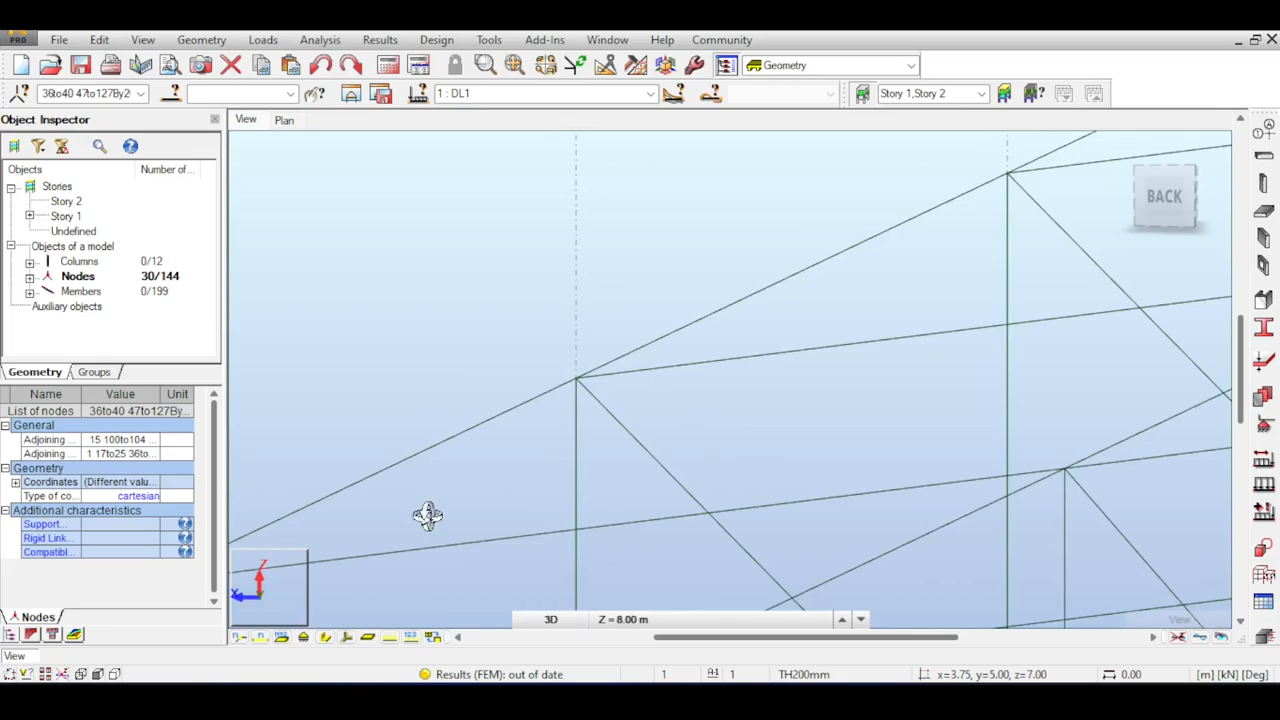 PRO File Edit View Geometry Loads Analysis Results Design Tools Add-Ins Window Help Community
Geometry
36to40 47to127By2 1 : DL1 Story 1,Story 2
Object Inspector
View Plan
Objects Number of...
Stories
Story 2
Story 1
Undefined
Objects of a model
Columns 0/12
Nodes 30/144
Members 0/199
Auxiliary objects
BACK
Geometry Groups
Name Value Unit
List of nodes 36to40 47to127By...
General
Adjoining ... 15 100to104 ...
Adjoining ... 1 17to25 36to...
Geometry
Coordinates (Different valu...
Type of co... cartesian
Additional characteristics
Support...
Rigid Link...
Compatibl...
Z
X
3D Z = 8.00 m
View
Nodes
View
Results (FEM): out of date 1 1 TH200mm x=3.75, y=5.00, z=7.00 0.00 [m] [kN] [Deg]